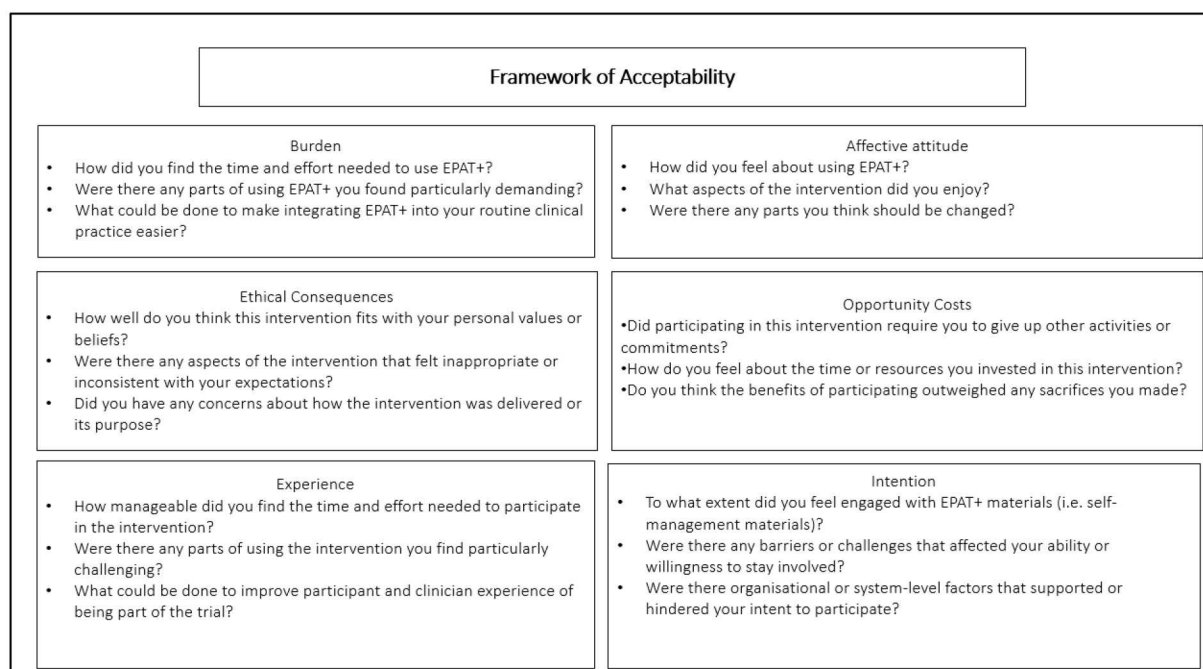 Framework of Acceptability
Burden
• How did you find the time and effort needed to use EPAT+?
• Were there any parts of using EPAT+ you found particularly demanding?
• What could be done to make integrating EPAT+ into your routine clinical
practice easier?
Affective attitude
• How did you feel about using EPAT+?
• What aspects of the intervention did you enjoy?
• Were there any parts you think should be changed?
Ethical Consequences
• How well do you think this intervention fits with your personal values or
beliefs?
• Were there any aspects of the intervention that felt inappropriate or
inconsistent with your expectations?
• Did you have any concerns about how the intervention was delivered or
its purpose?
Opportunity Costs
•Did participating in this intervention require you to give up other activities or
commitments?
•How do you feel about the time or resources you invested in this intervention?
•Do you think the benefits of participating outweighed any sacrifices you made?
Experience
• How manageable did you find the time and effort needed to participate
in the intervention?
• Were there any parts of using the intervention you find particularly
challenging?
• What could be done to improve participant and clinician experience of
being part of the trial?
Intention
• To what extent did you feel engaged with EPAT+ materials (i.e. self-
management materials)?
• Were there any barriers or challenges that affected your ability or
willingness to stay involved?
• Were there organisational or system-level factors that supported or
hindered your intent to participate?